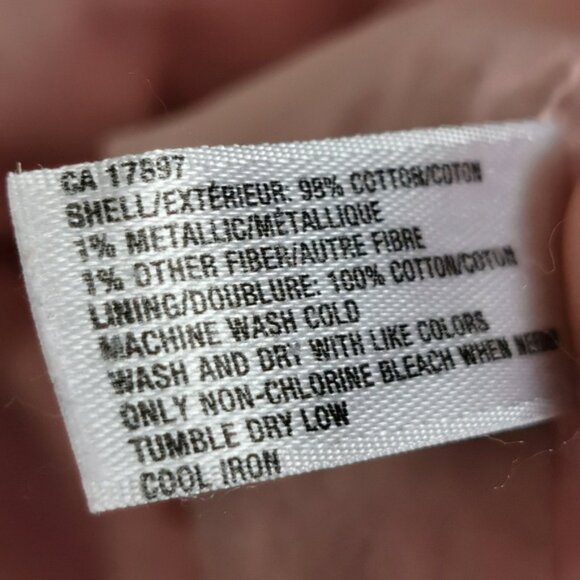 CA 17897
SHELL/EXTÉRIEUR: 98% COTTON/COTON
1% METALLIC/MÉTALLIQUE
1% OTHER FIBER/AUTRE FIBRE
LINING/DOUBLURE: 100% COTTON/COTON
MACHINE WASH COLD
WASH AND DRY WITH LIKE COLORS
ONLY NON-CHLORINE BLEACH WHEN
TUMBLE DRY LOW
COOL IRON